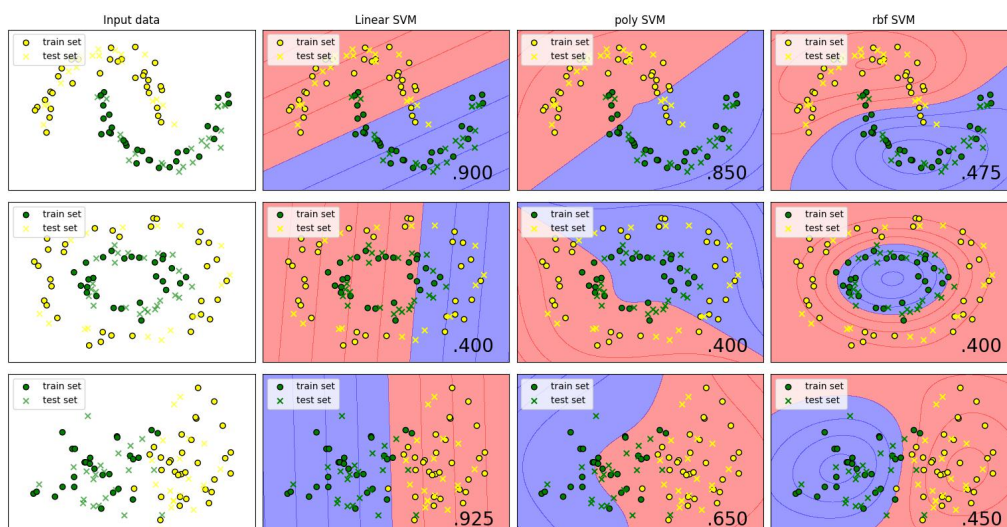 Input data
Linear SVM
poly SVM
rbf SVM
train set
test set
train set
test set
.900
train set
test set
.850
train set
test set
.475
train set
test set
train set
test set
.400
train set
test set
.400
train set
test set
.400
train set
test set
train set
test set
.925
train set
test set
.650
train set
test set
.450